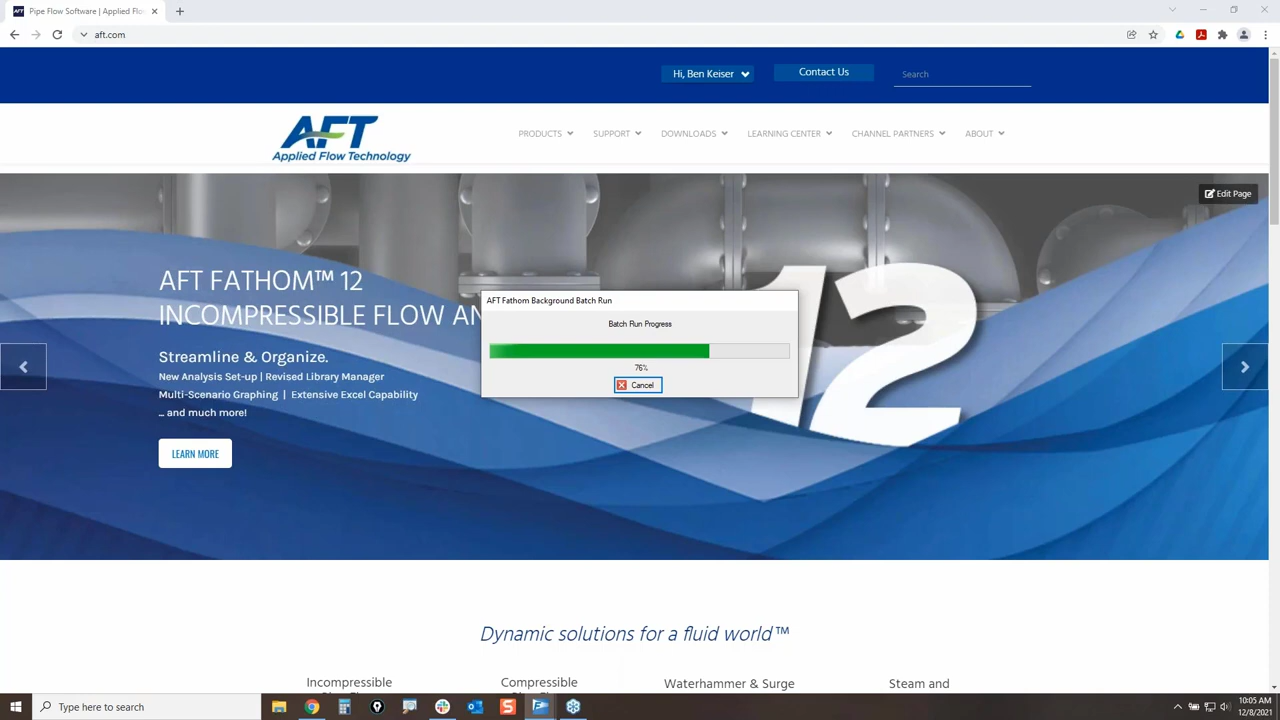 Pipe Flow Software | Applied Flo
aft.com
Hi, Ben Keiser
Contact Us
Search
AFT
Applied Flow Technology
PRODUCTS
SUPPORT
DOWNLOADS
LEARNING CENTER
CHANNEL PARTNERS
ABOUT
Edit Page
AFT FATHOM™ 12
INCOMPRESSIBLE FLOW AN
12
AFT Fathom Background Batch Run
Batch Run Progress
76%
Cancel
Streamline & Organize.
New Analysis Set-up | Revised Library Manager
Multi-Scenario Graphing | Extensive Excel Capability
... and much more!
LEARN MORE
Dynamic solutions for a fluid world™
Incompressible
Compressible
Waterhammer & Surge
Steam and
Type here to search
10:05 AM
12/8/2021